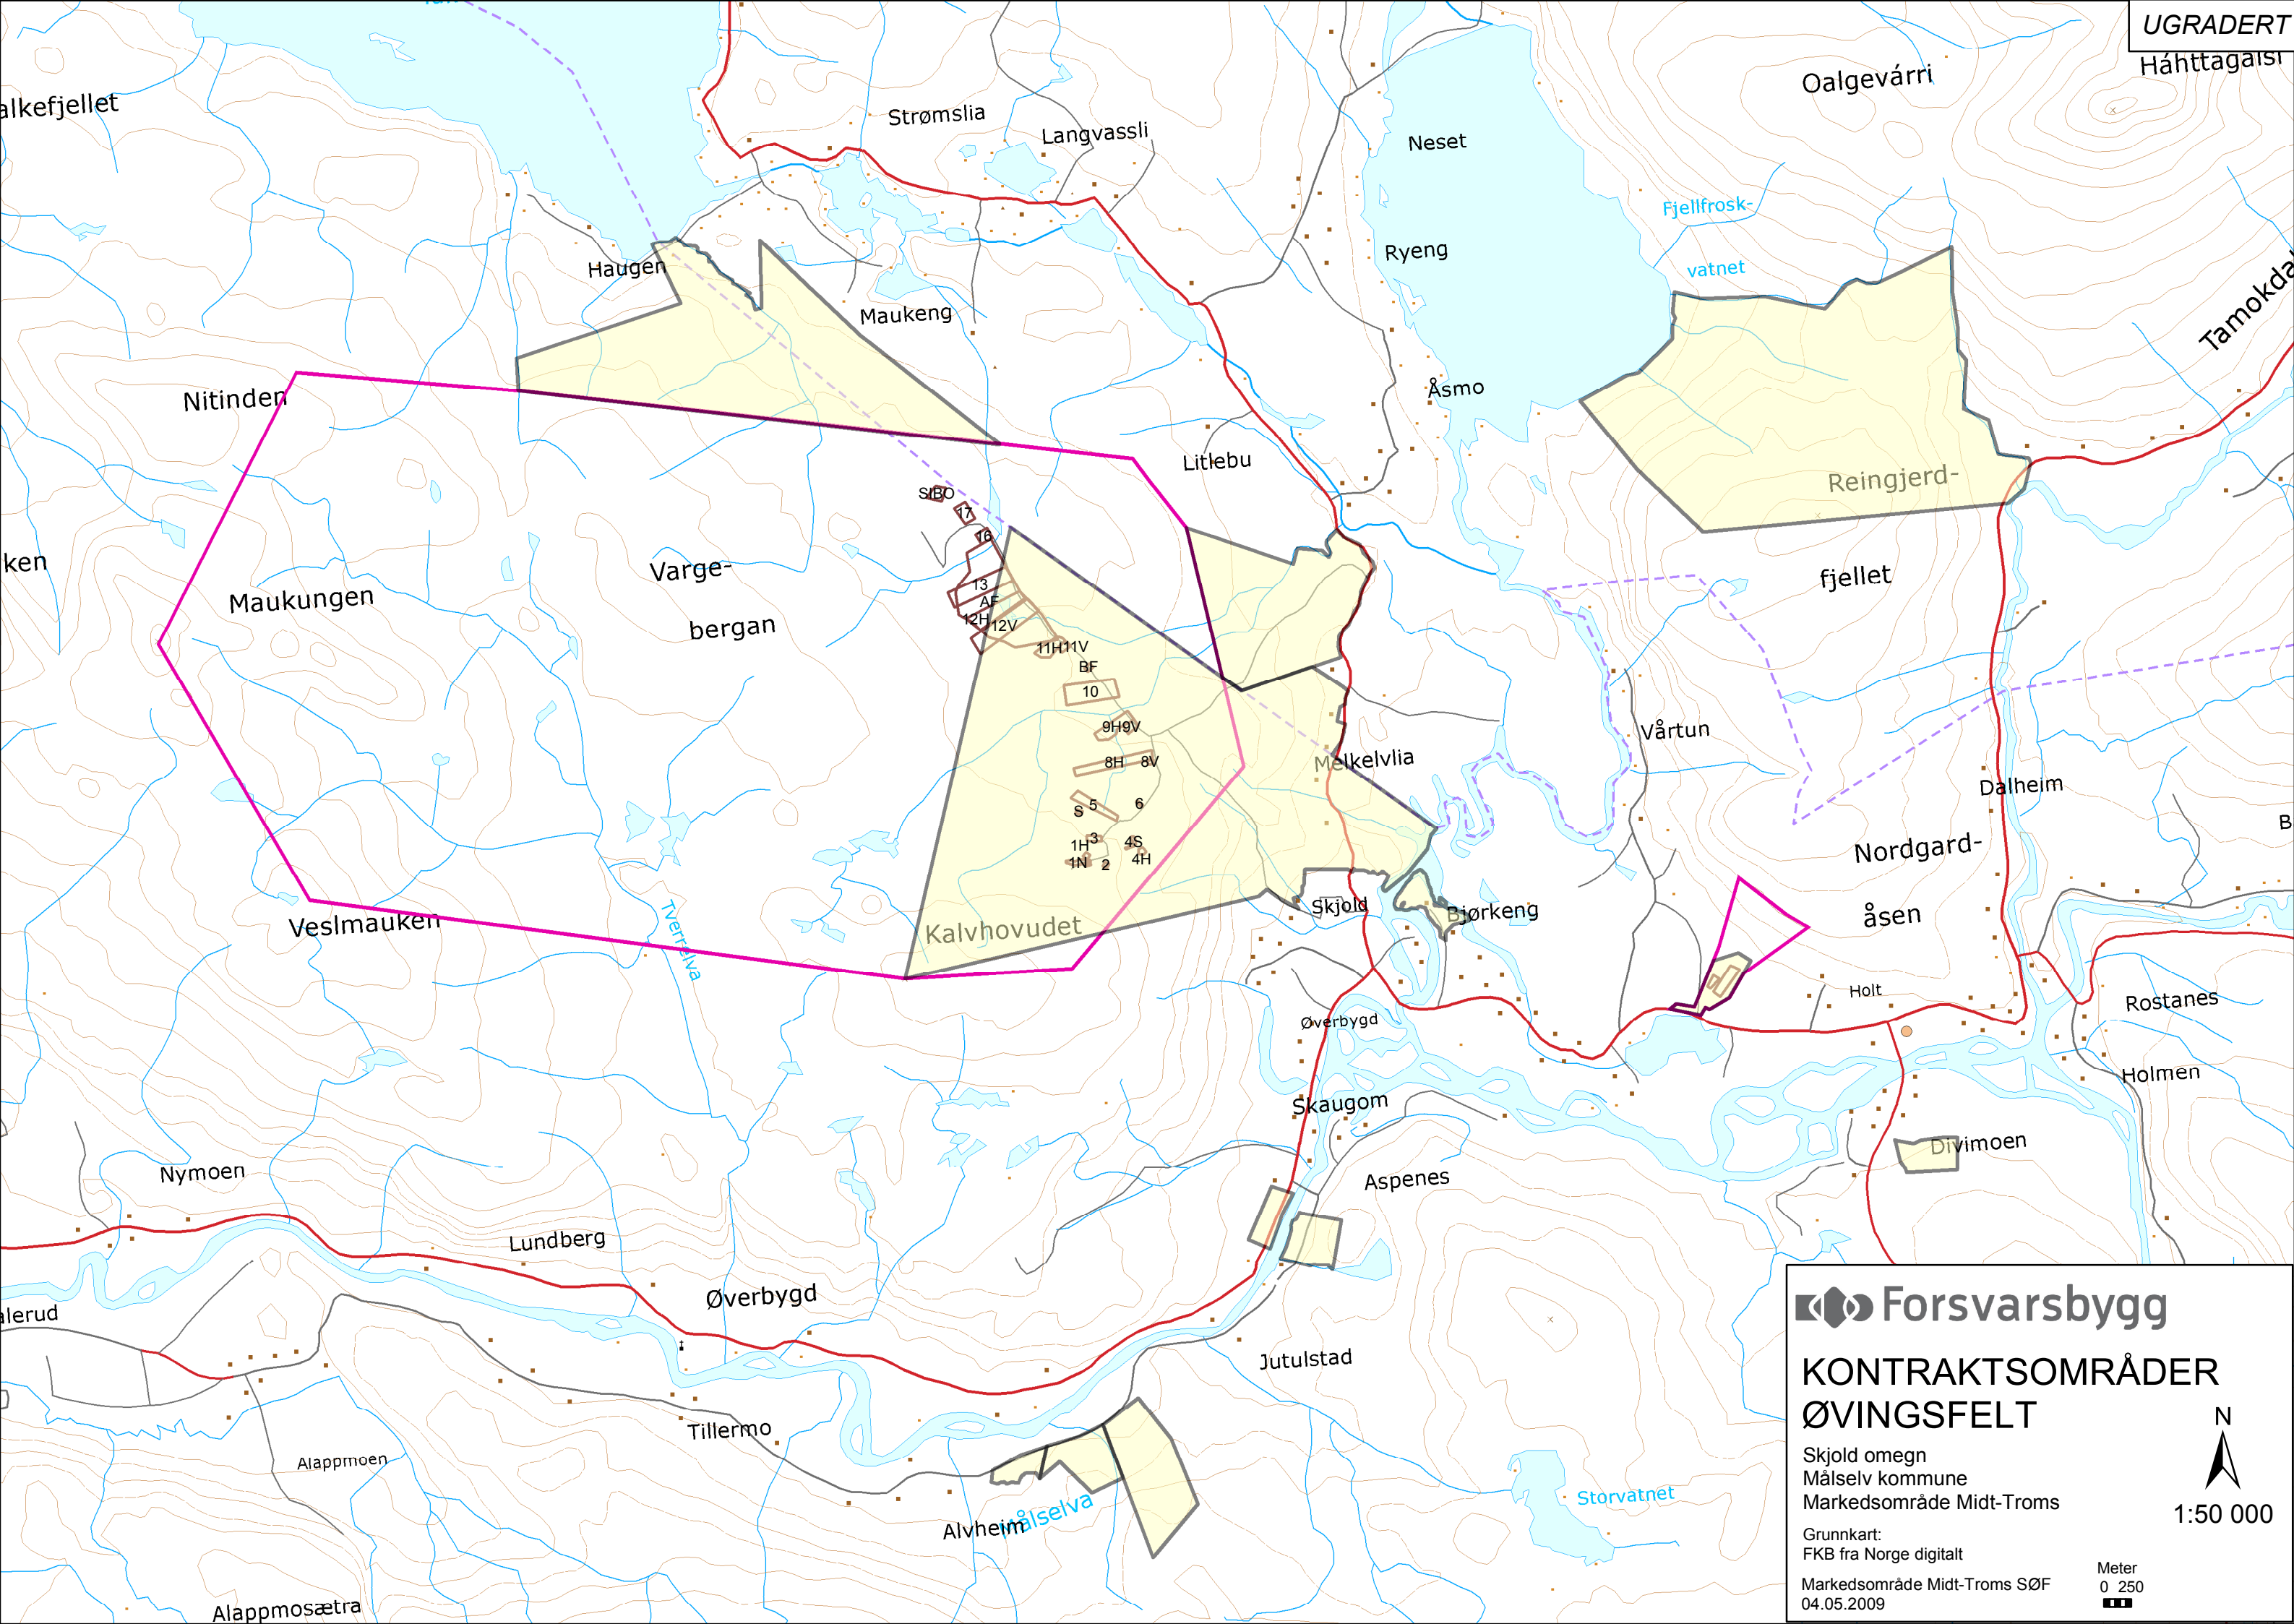 UGRADERT
Oalgevárri
alkefjellet
Strømslia
Langvassli
Neset
Fjellfrosk-
vatnet
Ryeng
Haugen
Maukeng
Tamokdal
Nitinden
Åsmo
Litlebu
Reingjerd-
fjellet
SIBO
17
16
13
AF
12H
12V
11H
11V
BF
10
9H
9V
8H
8V
5
S
6
1H
3
4S
1N
2
4H
ken
Maukungen
Varge-
bergan
Vårtun
Melkelvlia
Dalheim
Nordgard-
åsen
Veslmauken
Tverrelva
Kalvhovudet
Skjold
Bjørkeng
Holt
Rostanes
Øverbygd
Holmen
Skaugom
Divimoen
Nymoen
Aspenes
Lundberg
Øverbygd
alerud
Jutulstad
Tillermo
Alappmoen
Målselva
Alvheim
Storvatnet
Alappmosætra
Forsvarsbygg
KONTRAKTSOMRÅDER
ØVINGSFELT
N
Skjold omegn
Målselv kommune
Markedsområde Midt-Troms
1:50 000
Grunnkart:
FKB fra Norge digitalt
Meter
0 250
Markedsområde Midt-Troms SØF
04.05.2009